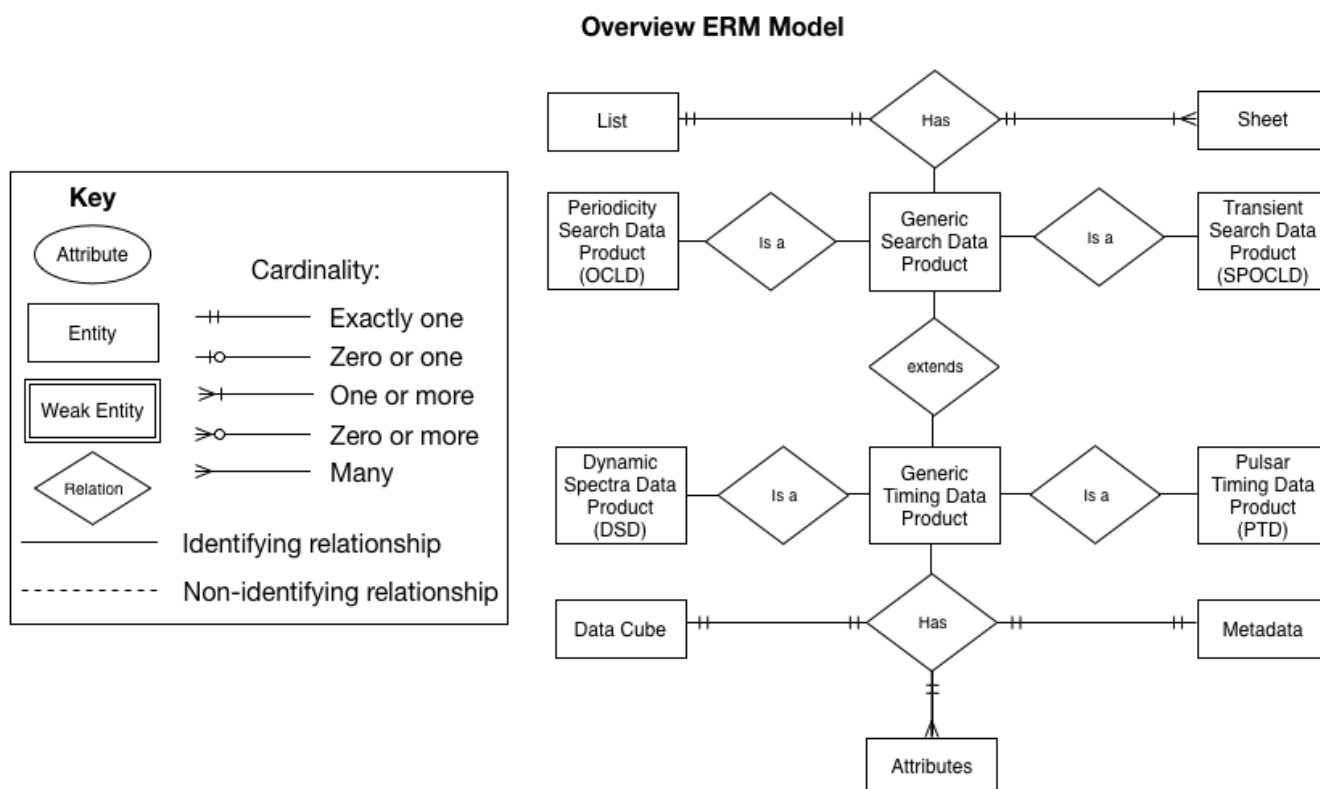 Overview ERM Model
List
Has
Sheet
Key
Attribute
Entity
Weak Entity
Relation
Cardinality:
Exactly one
Zero or one
One or more
Zero or more
Many
Identifying relationship
Non-identifying relationship
Periodicity
Search Data
Product
(OCLD)
Is a
Generic
Search Data
Product
Is a
Transient
Search Data
Product
(SPOCLD)
extends
Dynamic
Spectra Data
Product
(DSD)
Is a
Generic
Timing Data
Product
Is a
Pulsar
Timing Data
Product
(PTD)
Data Cube
Has
Metadata
Attributes